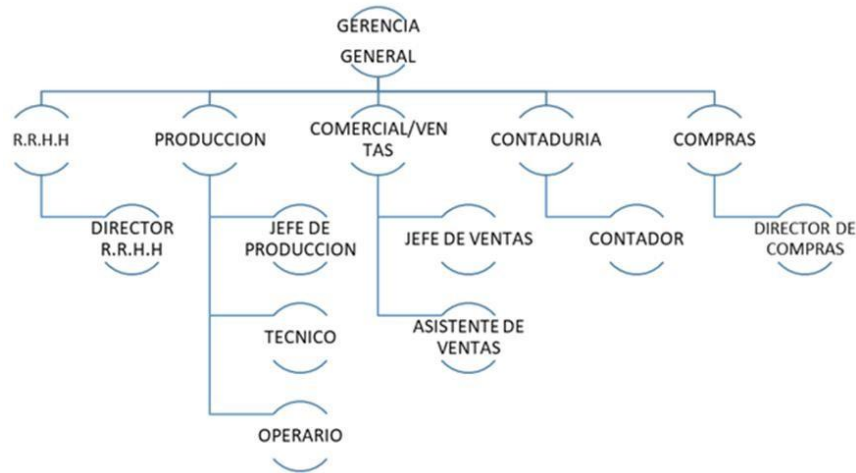 GERENCIA
GENERAL
R.R.H.H
PRODUCCION
COMERCIAL/VEN
TAS
CONTADURIA
COMPRAS
DIRECTOR
R.R.H.H
JEFE DE
PRODUCCION
JEFE DE VENTAS
CONTADOR
DIRECTOR DE
COMPRAS
TECNICO
ASISTENTE DE
VENTAS
OPERARIO